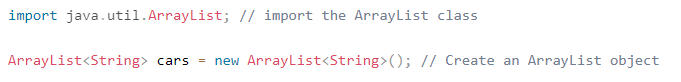 import java.util.ArrayList; // import the ArrayList class
ArrayList<String> cars = new ArrayList<String>(); // Create an ArrayList object